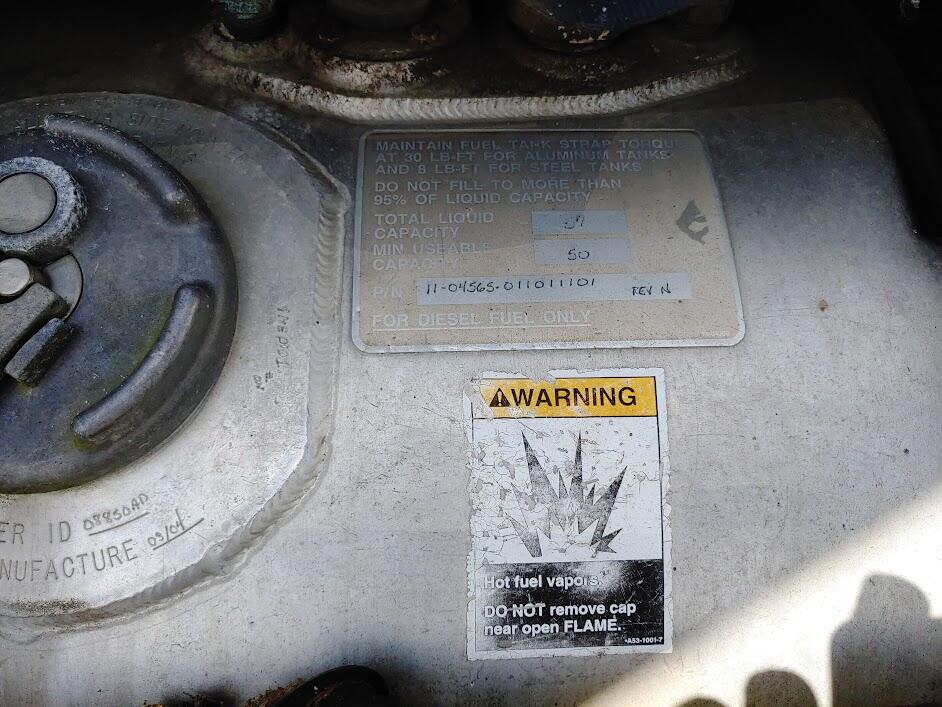 MAINTAIN FUEL TANK STRAP TORQUE
AT 30 LB-FT FOR ALUMINUM TANKS
AND 8 LB-FT FOR STEEL TANKS
DO NOT FILL TO MORE THAN
95% OF LIQUID CAPACITY
TOTAL LIQUID
CAPACITY
MIN USEABLE 50
CAPACITY
P/N 11-04565-011011101 REV N
FOR DIESEL FUEL ONLY
WARNING
Hot fuel vapors.
DO NOT remove cap
near open FLAME.
A53-1001-7
ER ID 08850AD
NUFACTURE 03/04